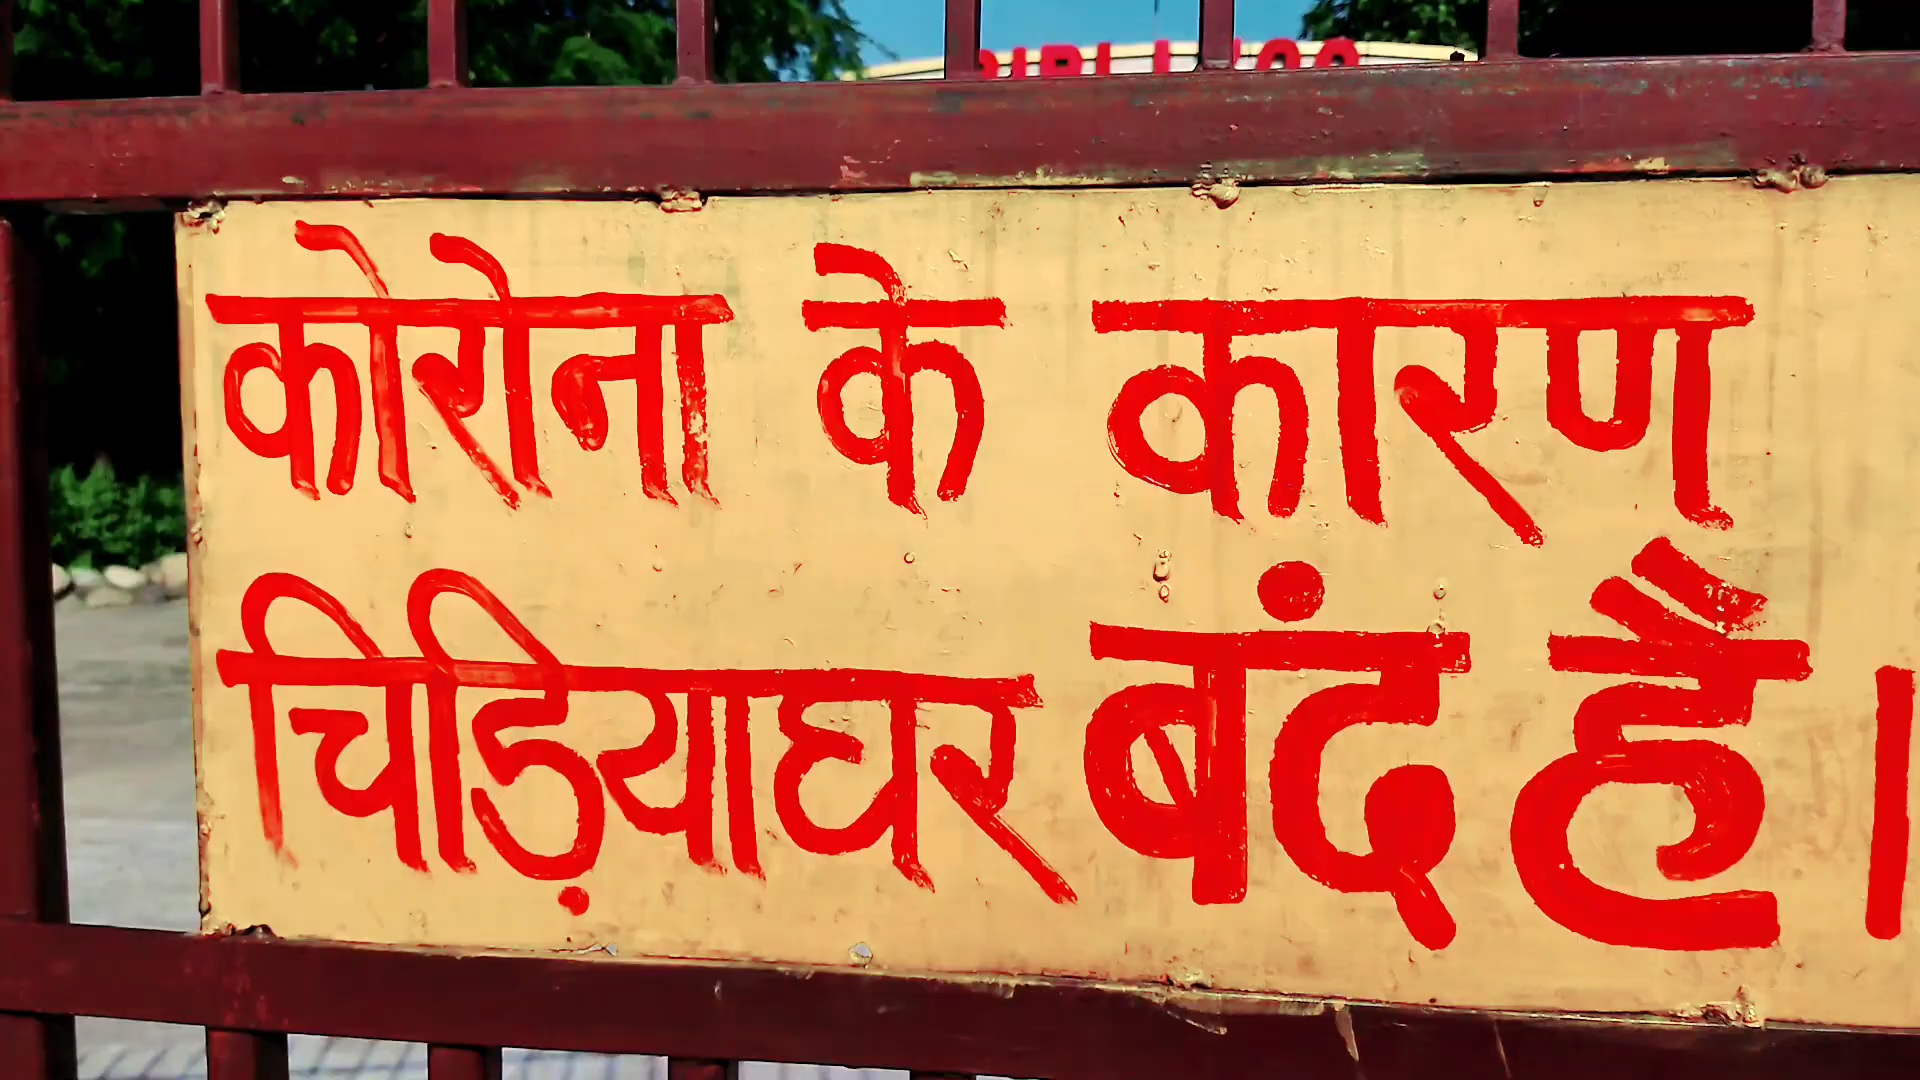 कोरोना के कारण
चिड़ियाघर बंद है।